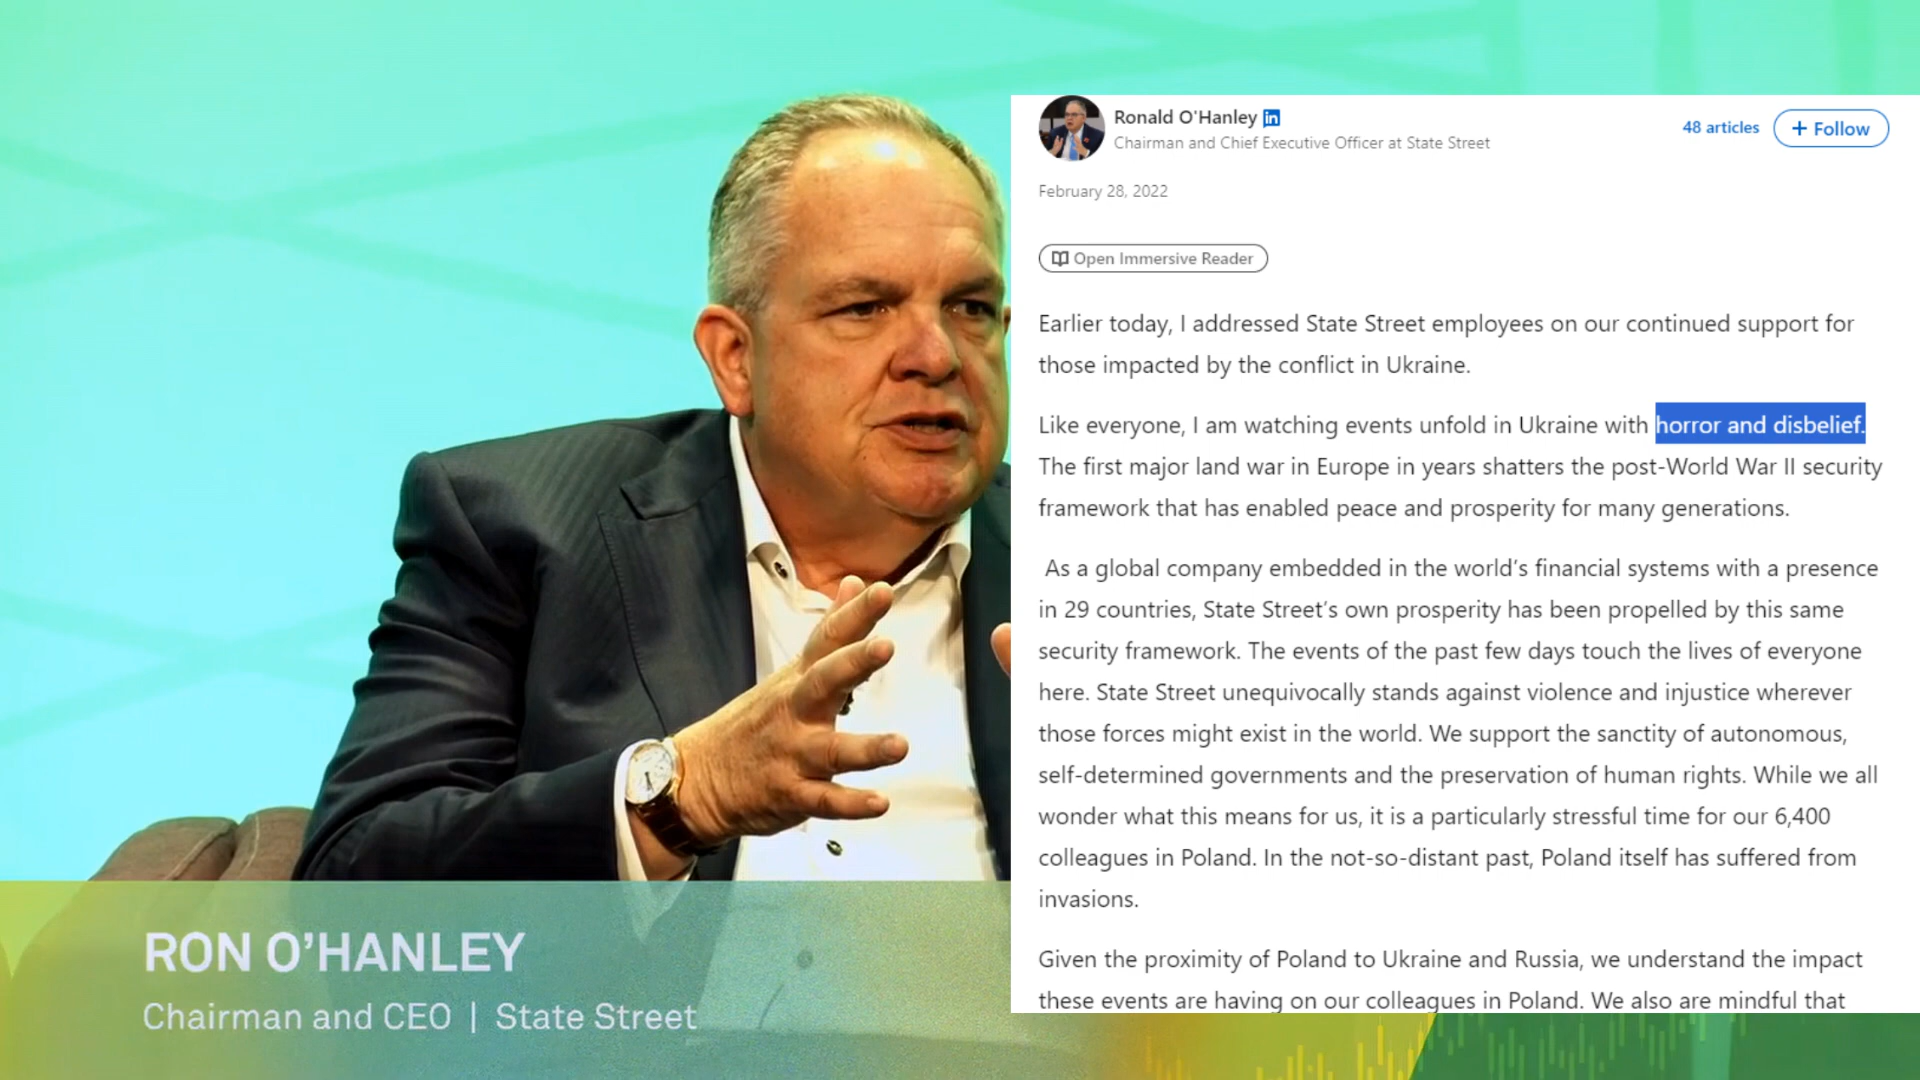 Ronald O'Hanley in
Chairman and Chief Executive Officer at State Street
48 articles
+ Follow
February 28, 2022
Open Immersive Reader
Earlier today, I addressed State Street employees on our continued support for
those impacted by the conflict in Ukraine.
Like everyone, I am watching events unfold in Ukraine with horror and disbelief.
The first major land war in Europe in years shatters the post-World War II security
framework that has enabled peace and prosperity for many generations.
As a global company embedded in the world's financial systems with a presence
in 29 countries, State Street's own prosperity has been propelled by this same
security framework. The events of the past few days touch the lives of everyone
here. State Street unequivocally stands against violence and injustice wherever
those forces might exist in the world. We support the sanctity of autonomous,
self-determined governments and the preservation of human rights. While we all
wonder what this means for us, it is a particularly stressful time for our 6,400
colleagues in Poland. In the not-so-distant past, Poland itself has suffered from
invasions.
Given the proximity of Poland to Ukraine and Russia, we understand the impact
these events are having on our colleagues in Poland. We also are mindful that
RON O'HANLEY
Chairman and CEO | State Street